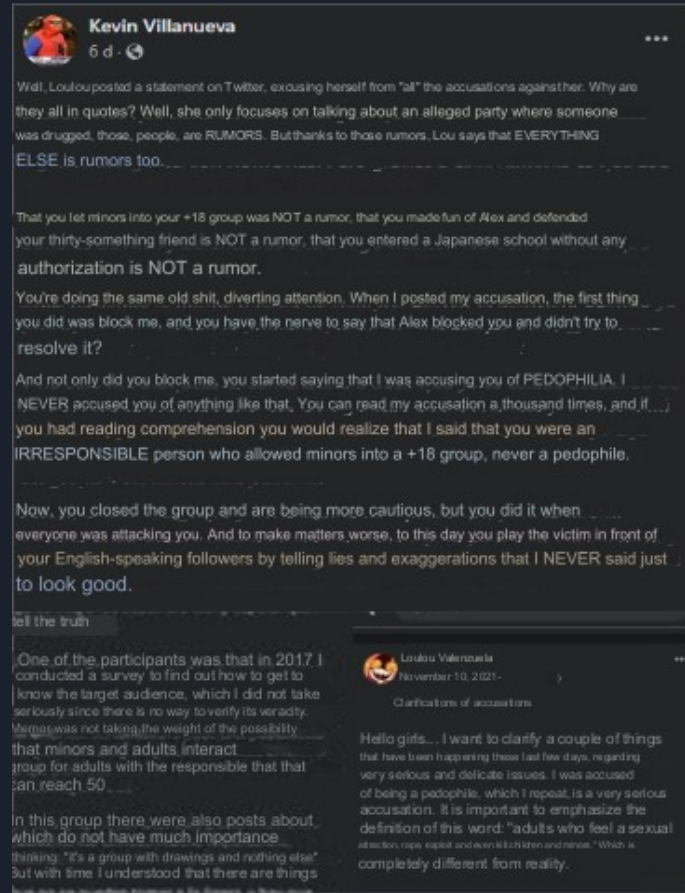 Kevin Villanueva
6 d ·
Well, Loulou posted a statement on Twitter, excusing herself from "all" the accusations against her. Why are
they all in quotes? Well, she only focuses on talking about an alleged party where someone
was drugged, those, people, are RUMORS. But thanks to those rumors, Lou says that EVERYTHING
ELSE is rumors too.
That you let minors into your +18 group was NOT a rumor, that you made fun of Alex and defended
your thirty-something friend is NOT a rumor, that you entered a Japanese school without any
authorization is NOT a rumor.
You're doing the same old shit, diverting attention. When I posted my accusation, the first thing
you did was block me, and you have the nerve to say that Alex blocked you and didn't try to
resolve it?
And not only did you block me, you started saying that I was accusing you of PEDOPHILIA. I
NEVER accused you of anything like that. You can read my accusation a thousand times, and if
you had reading comprehension you would realize that I said that you were an
IRRESPONSIBLE person who allowed minors into a +18 group, never a pedophile.
Now, you closed the group and are being more cautious, but you did it when
everyone was attacking you. And to make matters worse, to this day you play the victim in front of
your English-speaking followers by telling lies and exaggerations that I NEVER said just
to look good.
tell the truth
One of the participants was that in 2017 I
conducted a survey to find out how to get to
know the target audience, which I did not take
seriously since there is no way to verify its veracity.
was not taking the weight of the possibility
that minors and adults interact
group for adults with the responsible that that
can reach 50
In this group there were also posts about
which do not have much importance
thinking: "it's a group with drawings and nothing else"
But with time I understood that there are things
Loulou Valenzuela
November 10, 2021
Clarifications of accusations
Hello girls... I want to clarify a couple of things
that have been happening these last few days, regarding
very serious and delicate issues. I was accused
of being a pedophile, which I repeat, is a very serious
accusation. It is important to emphasize the
definition of this word: "adults who feel a sexual
attraction, rape, exploit and even kill children and minors." Which is
completely different from reality.